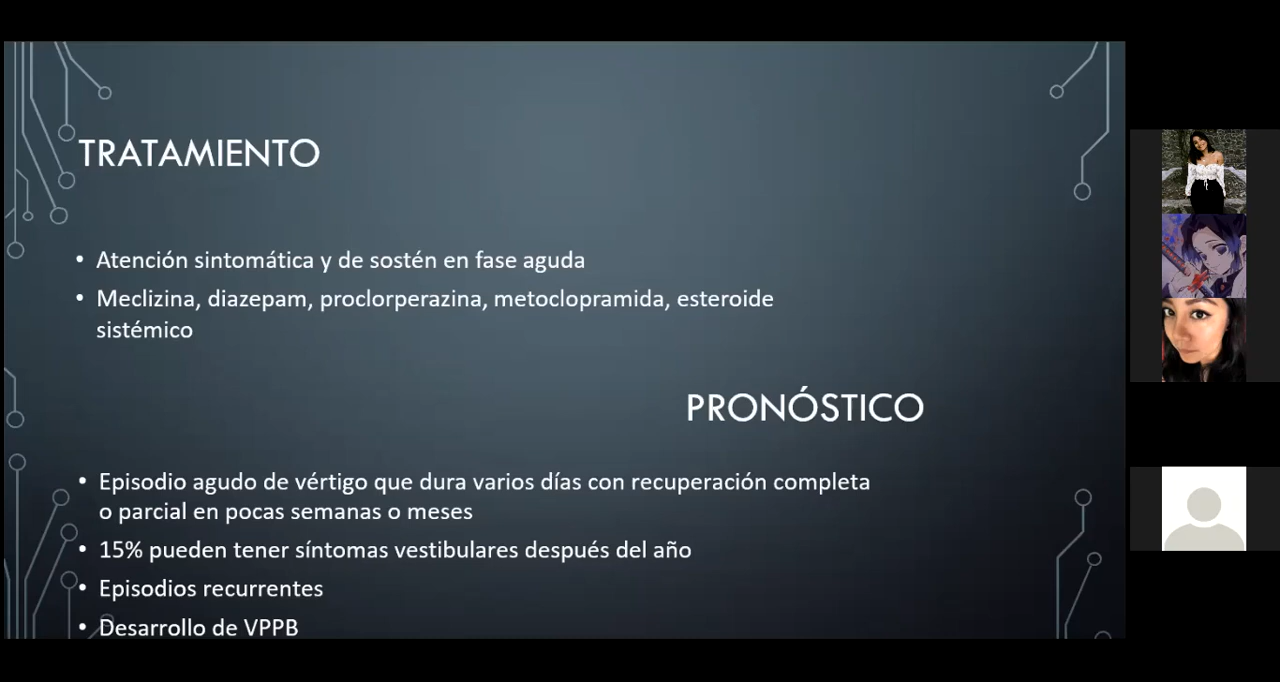 TRATAMIENTO
• Atención sintomática y de sostén en fase aguda
• Meclizina, diazepam, proclorperazina, metoclopramida, esteroide
sistémico
PRONÓSTICO
• Episodio agudo de vértigo que dura varios días con recuperación completa
o parcial en pocas semanas o meses
• 15% pueden tener síntomas vestibulares después del año
• Episodios recurrentes
• Desarrollo de VPPB